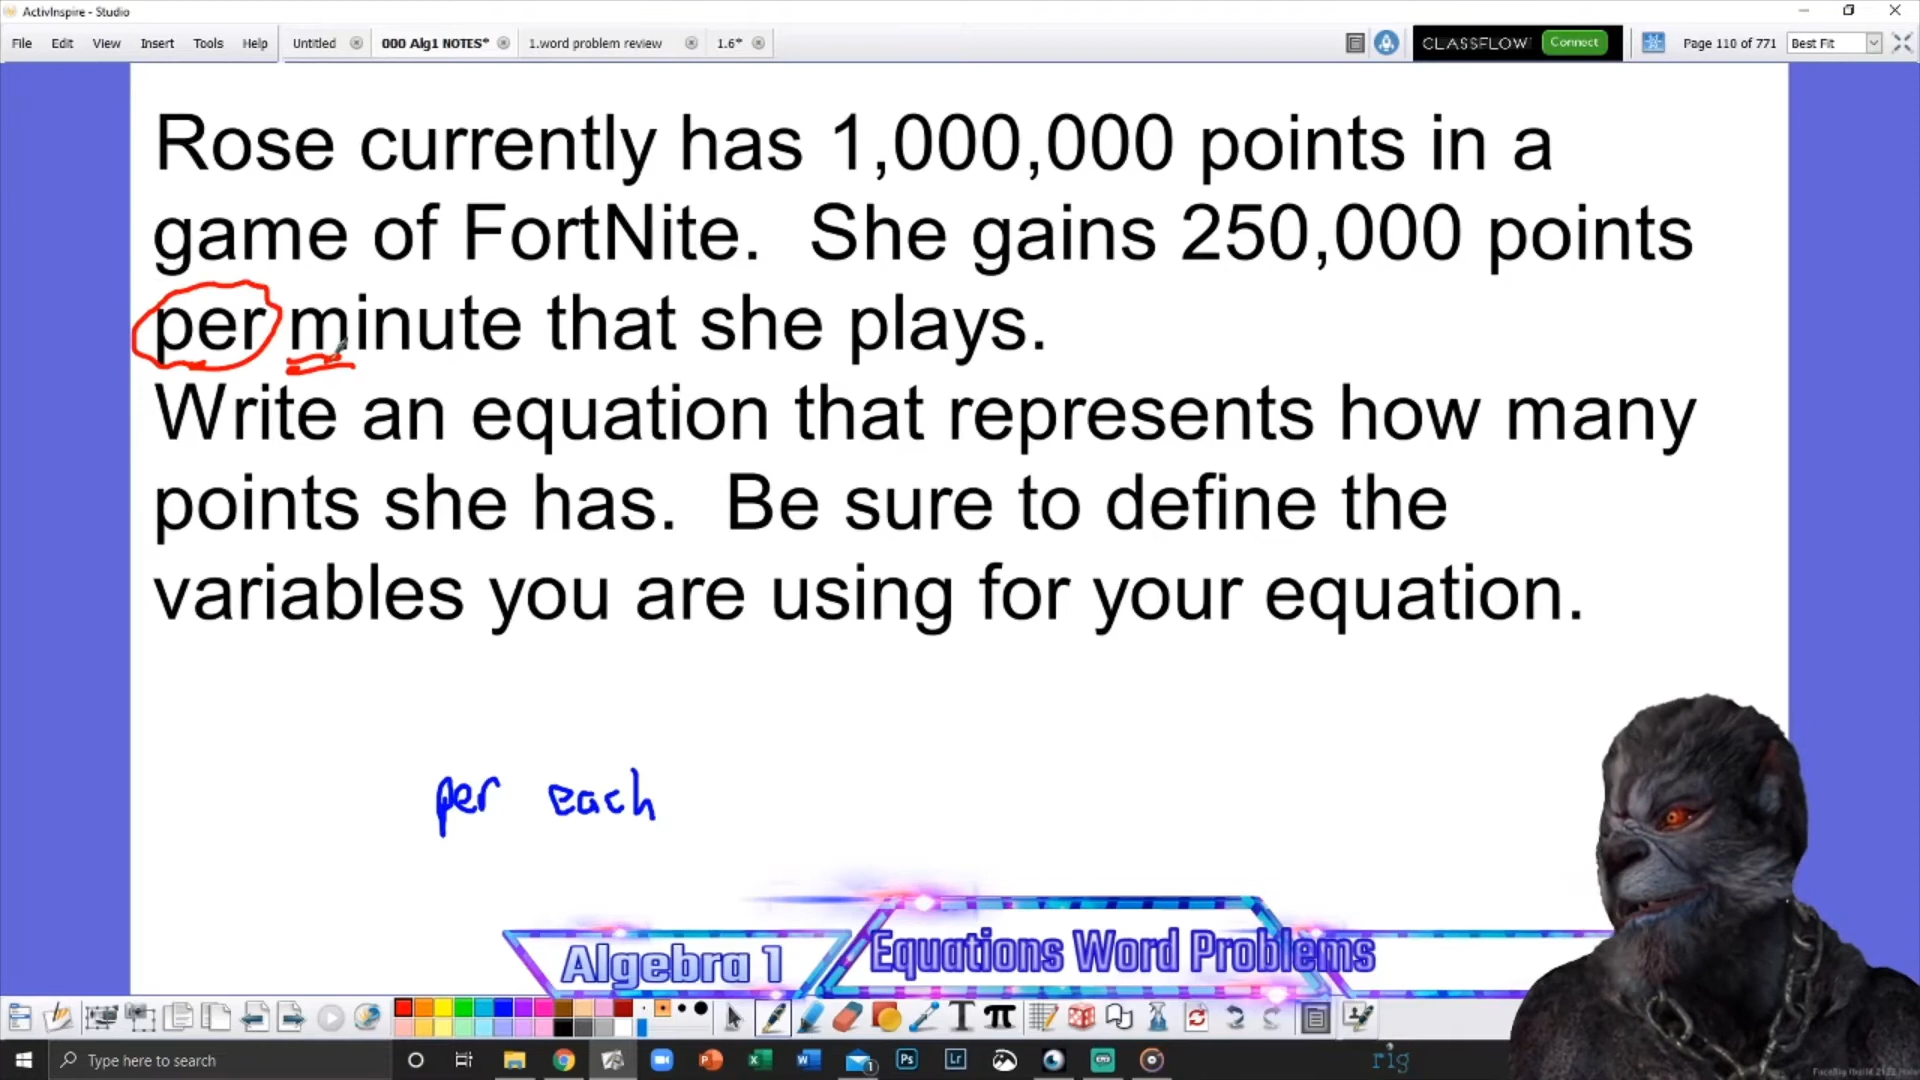 ActivInspire - Studio
File Edit View Insert Tools Help Untitled 000 Alg1 NOTES* 1.word problem review 1.6* CLASSFLOW Connect Page 110 of 771 Best Fit
Rose currently has 1,000,000 points in a
game of FortNite. She gains 250,000 points
per minute that she plays.
Write an equation that represents how many
points she has. Be sure to define the
variables you are using for your equation.
per each
Algebra 1 Equations Word Problems
Type here to search
rig